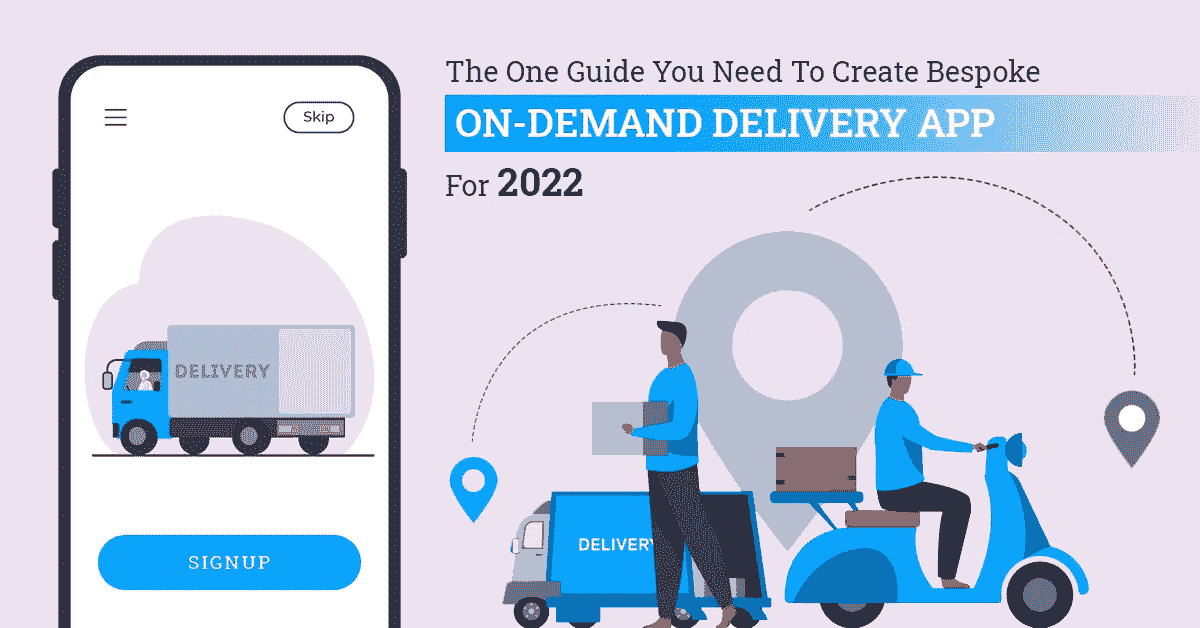 The One Guide You Need To Create Bespoke
ON-DEMAND DELIVERY APP
For 2022
Skip
DELIVERY
SIGNUP
DELIVERY